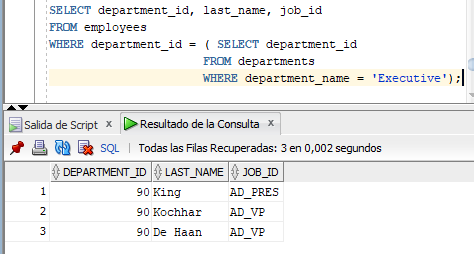 SELECT department_id, last_name, job_id
FROM employees
WHERE department_id = ( SELECT department_id
FROM departments
WHERE department_name = 'Executive');
Salida de Script x Resultado de la Consulta x
SQL | Todas las Filas Recuperadas: 3 en 0,002 segundos
DEPARTMENT_ID LAST_NAME JOB_ID
1 90 King AD_PRES
2 90 Kochhar AD_VP
3 90 De Haan AD_VP